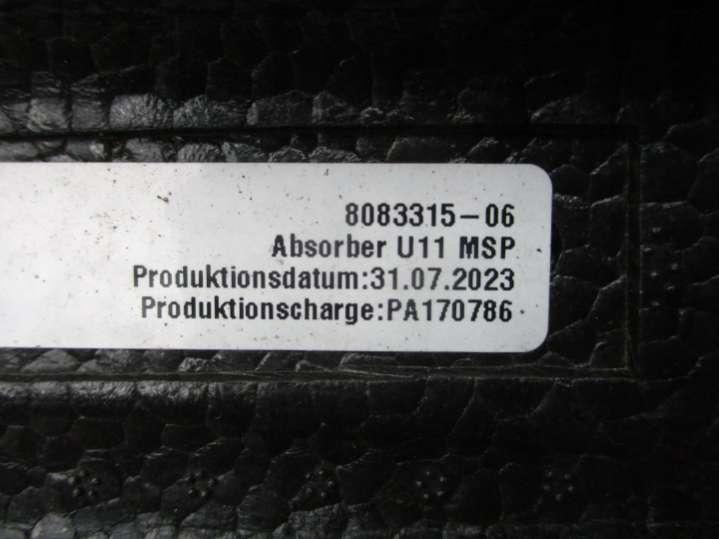 8083315-06
Absorber U11 MSP
Produktionsdatum:31.07.2023
Produktionscharge:PA170786